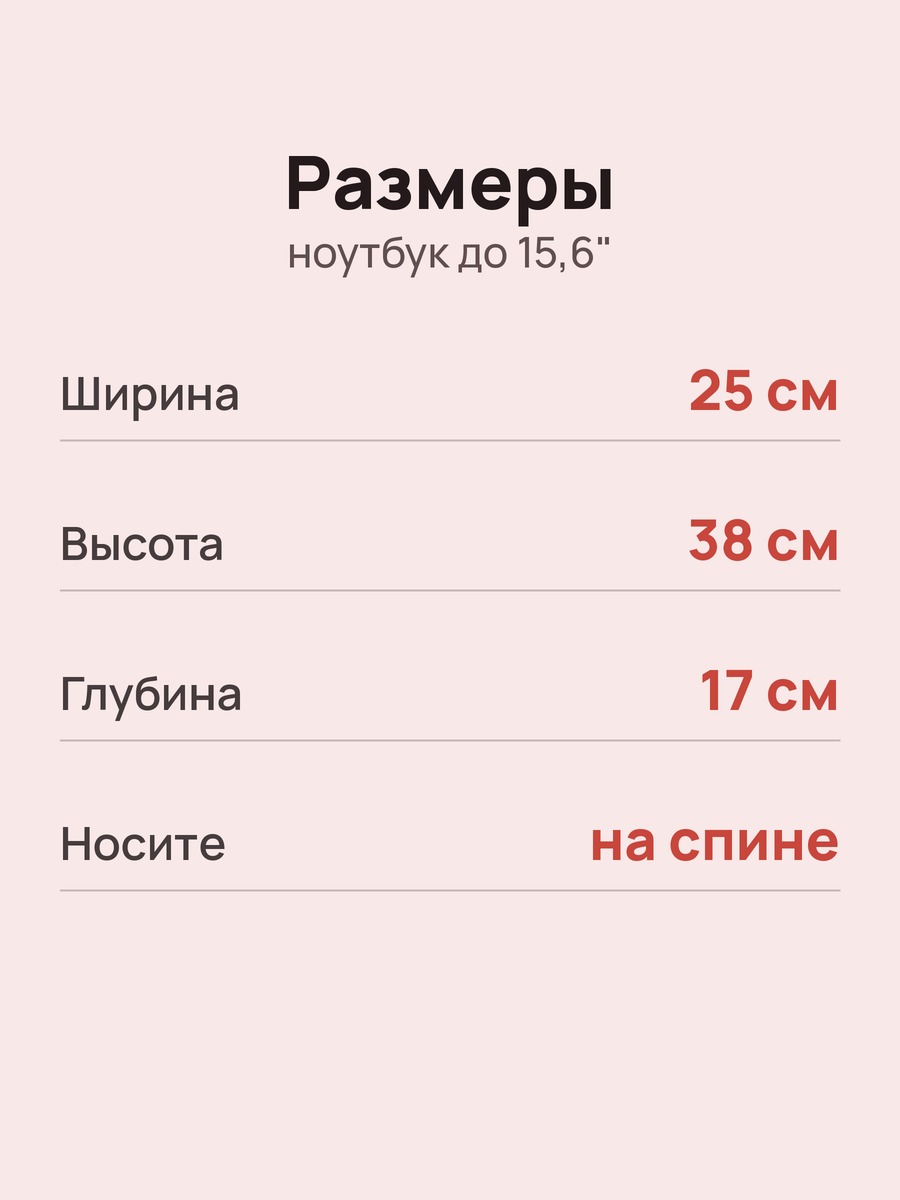 Размеры
ноутбук до 15,6"
Ширина 25 см
Высота 38 см
Глубина 17 см
Носите на спине